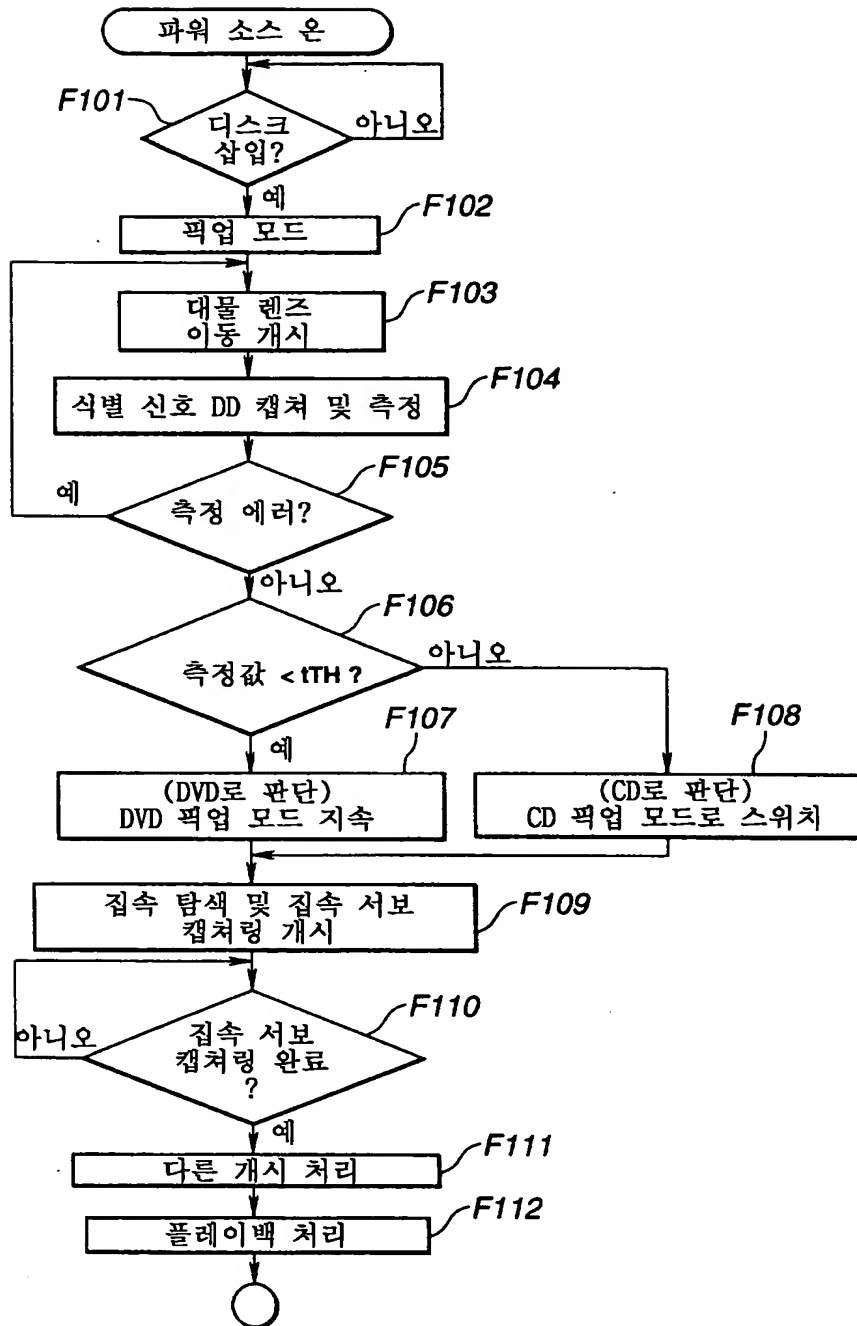 파워 소스 온
F101
디스크
삽입?
아니오
예
F102
픽업 모드
F103
대물 렌즈
이동 개시
F104
식별 신호 DD 캡쳐 및 측정
F105
예
측정 에러?
아니오
F106
측정값 < tTH ?
아니오
F107
예
F108
(DVD로 판단)
DVD 픽업 모드 지속
(CD로 판단)
CD 픽업 모드로 스위치
집속 탐색 및 집속 서보
캡쳐링 개시
F109
F110
아니오
집속 서보
캡쳐링 완료
?
예
F111
다른 개시 처리
F112
플레이백 처리